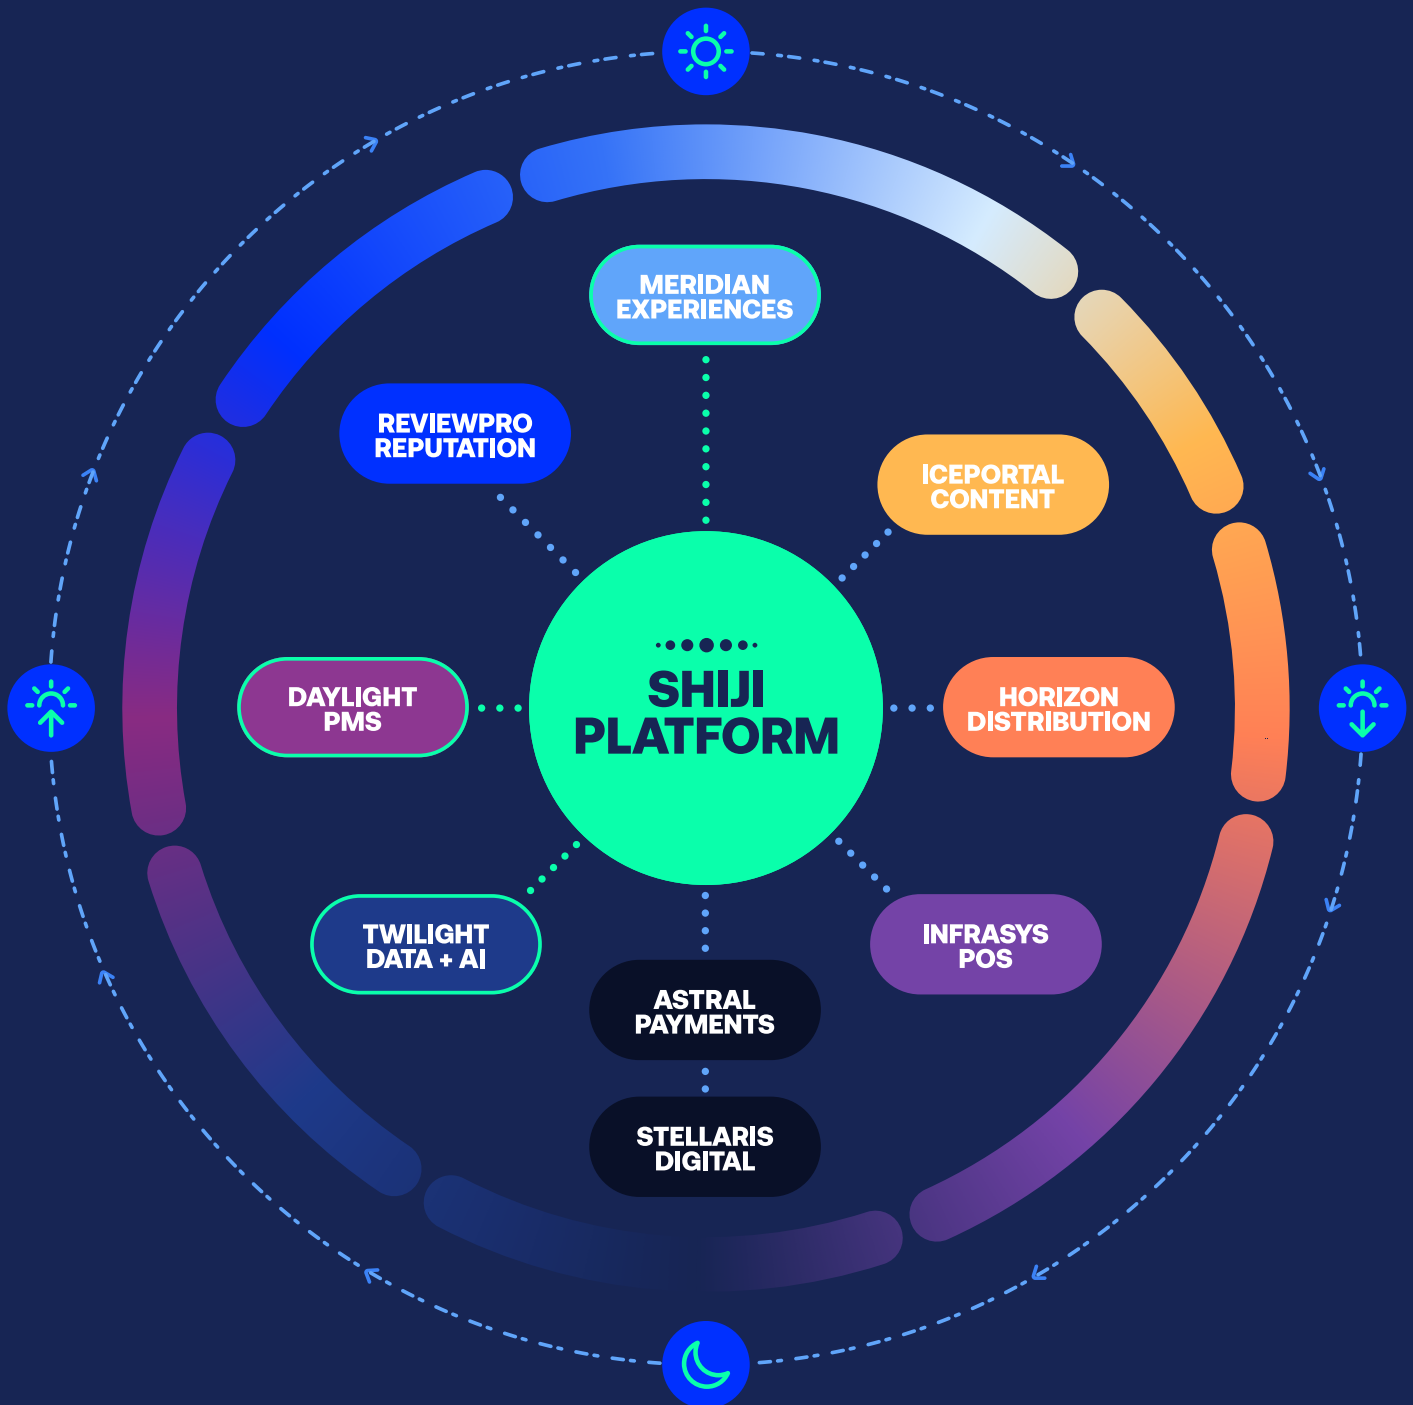 MERIDIAN
EXPERIENCES
REVIEWPRO
REPUTATION
ICEPORTAL
CONTENT
SHIJI
PLATFORM
DAYLIGHT
PMS
HORIZON
DISTRIBUTION
TWILIGHT
DATA + AI
INFRASYS
POS
ASTRAL
PAYMENTS
STELLARIS
DIGITAL